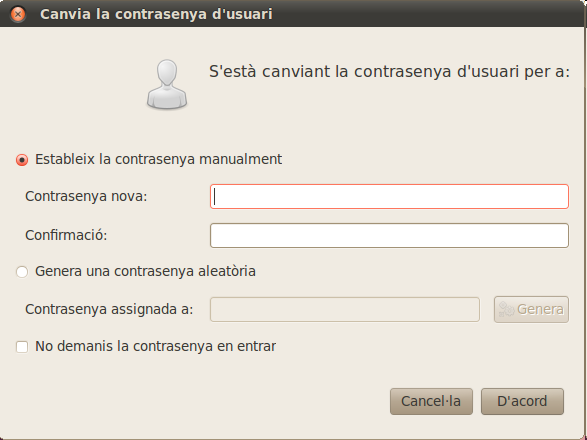 Canvia la contrasenya d'usuari
S'està canviant la contrasenya d'usuari per a:
Estableix la contrasenya manualment
Contrasenya nova:
Confirmació:
Genera una contrasenya aleatòria
Contrasenya assignada a:
Genera
No demanis la contrasenya en entrar
Cancel·la
D'acord